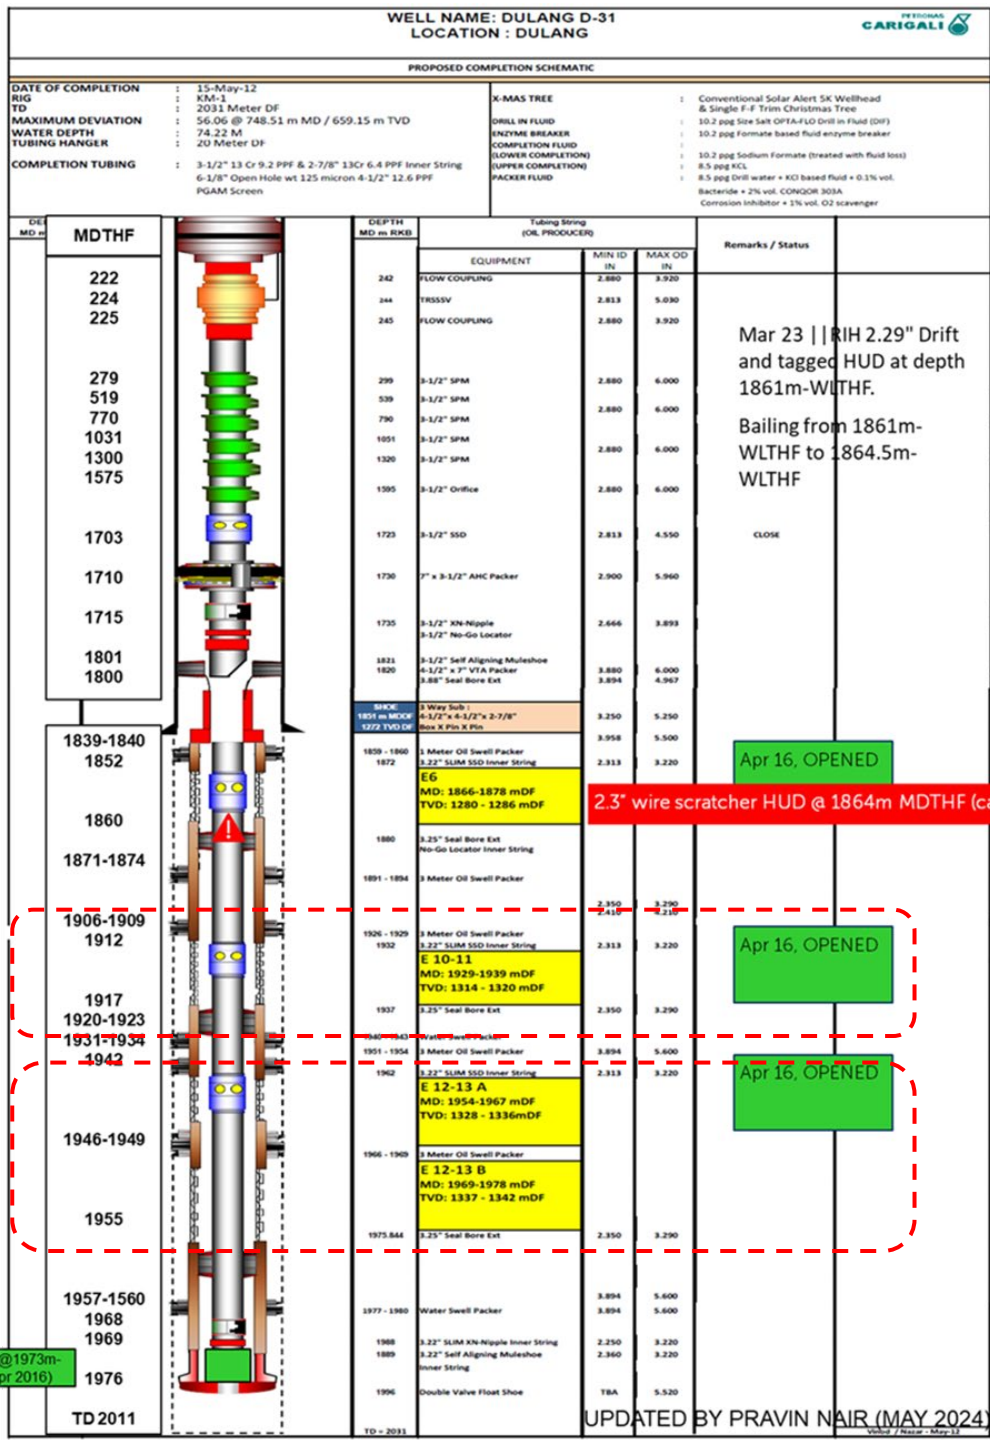 WELL NAME: DULANG D-31
LOCATION : DULANG
PETRONAS
CARIGALI
PROPOSED COMPLETION SCHEMATIC
DATE OF COMPLETION : 15-May-12
RIG : KM-1
TD : 2031 Meter DF
MAXIMUM DEVIATION : 56.06 @ 748.51 m MD / 659.15 m TVD
WATER DEPTH : 74.22 M
TUBING HANGER : 20 Meter DF
COMPLETION TUBING : 3-1/2" 13 Cr 9.2 PPF & 2-7/8" 13Cr 6.4 PPF Inner String
6-1/8" Open Hole wt 125 micron 4-1/2" 12.6 PPF
PGAM Screen
X-MAS TREE : Conventional Solar Alert 5K Wellhead
& Single F-F Trim Christmas Tree
DRILL IN FLUID : 10.2 ppg Size Salt OPTA-FLO Drill in Fluid (DIF)
ENZYME BREAKER : 10.2 ppg Formate based fluid enzyme breaker
COMPLETION FLUID :
(LOWER COMPLETION) : 10.2 ppg Sodium Formate (treated with fluid loss)
(UPPER COMPLETION) : 8.5 ppg KCL
PACKER FLUID : 8.5 ppg Drill water + KCl based fluid + 0.1% vol.
Bactericide + 2% vol. CONQOR 303A
Corrosion Inhibitor + 1% vol. O2 scavenger
DE
MD m
MDTHF
DEPTH
MD m RKB
Tubing String
(OIL PRODUCER)
EQUIPMENT
MIN ID
IN
MAX OD
IN
Remarks / Status
222
224
225
279
519
770
1031
1300
1575
1703
1710
1715
1801
1800
1839-1840
1852
1860
1871-1874
1906-1909
1912
1917
1920-1923
1931-1934
1942
1946-1949
1955
1957-1560
1968
1969
1976
TD 2011
@1973m-
pr 2016)
242 FLOW COUPLING 2.880 3.920
244 TRSSSV 2.813 5.030
245 FLOW COUPLING 2.880 3.920
299 3-1/2" SPM 2.880 6.000
539 3-1/2" SPM
2.880 6.000
790 3-1/2" SPM
1051 3-1/2" SPM
2.880 6.000
1320 3-1/2" SPM
1595 3-1/2" Orifice 2.880 6.000
1723 3-1/2" SSD 2.813 4.550 CLOSE
1730 7" x 3-1/2" AHC Packer 2.900 5.960
1735 3-1/2" XN-Nipple 2.666 3.893
3-1/2" No-Go Locator
1821 3-1/2" Self Aligning Muleshoe
1820 4-1/2" x 7" VTA Packer 3.880 6.000
3.88" Seal Bore Ext 3.894 4.967
SHOE
1851 m MDDF
1272 TVD DF
3 Way Sub :
4-1/2"x 4-1/2"x 2-7/8"
Box X Pin X Pin
3.250 5.250
3.958 5.500
1859 - 1860 1 Meter Oil Swell Packer
1872 3.22" SLIM SSD Inner String 2.313 3.220
E6
MD: 1866-1878 mDF
TVD: 1280 - 1286 mDF
1880 3.25" Seal Bore Ext
No-Go Locator Inner String
1891 - 1894 3 Meter Oil Swell Packer
2.350 3.290
2.410 4.210
1926 - 1929 3 Meter Oil Swell Packer
1932 3.22" SLIM SSD Inner String 2.313 3.220
E 10-11
MD: 1929-1939 mDF
TVD: 1314 - 1320 mDF
1937 3.25" Seal Bore Ext 2.350 3.290
1940 - 1943 Water Swell Packer
1951 - 1954 3 Meter Oil Swell Packer 3.894 5.600
1962 3.22" SLIM SSD Inner String 2.313 3.220
E 12-13 A
MD: 1954-1967 mDF
TVD: 1328 - 1336mDF
1966 - 1969 3 Meter Oil Swell Packer
E 12-13 B
MD: 1969-1978 mDF
TVD: 1337 - 1342 mDF
1975.844 3.25" Seal Bore Ext 2.350 3.290
3.894 5.600
1977 - 1980 Water Swell Packer 3.894 5.600
1988 3.22" SLIM XN-Nipple Inner String 2.250 3.220
1889 3.22" Self Aligning Muleshoe 2.360 3.220
Inner String
1996 Double Valve Float Shoe TBA 5.520
TD = 2031
Mar 23 ||RIH 2.29" Drift
and tagged HUD at depth
1861m-WLTHF.
Bailing from 1861m-
WLTHF to 1864.5m-
WLTHF
Apr 16, OPENED
2.3" wire scratcher HUD @ 1864m MDTHF (ca
Apr 16, OPENED
Apr 16, OPENED
UPDATED BY PRAVIN NAIR (MAY 2024)
Vinod / Nazar - May-12